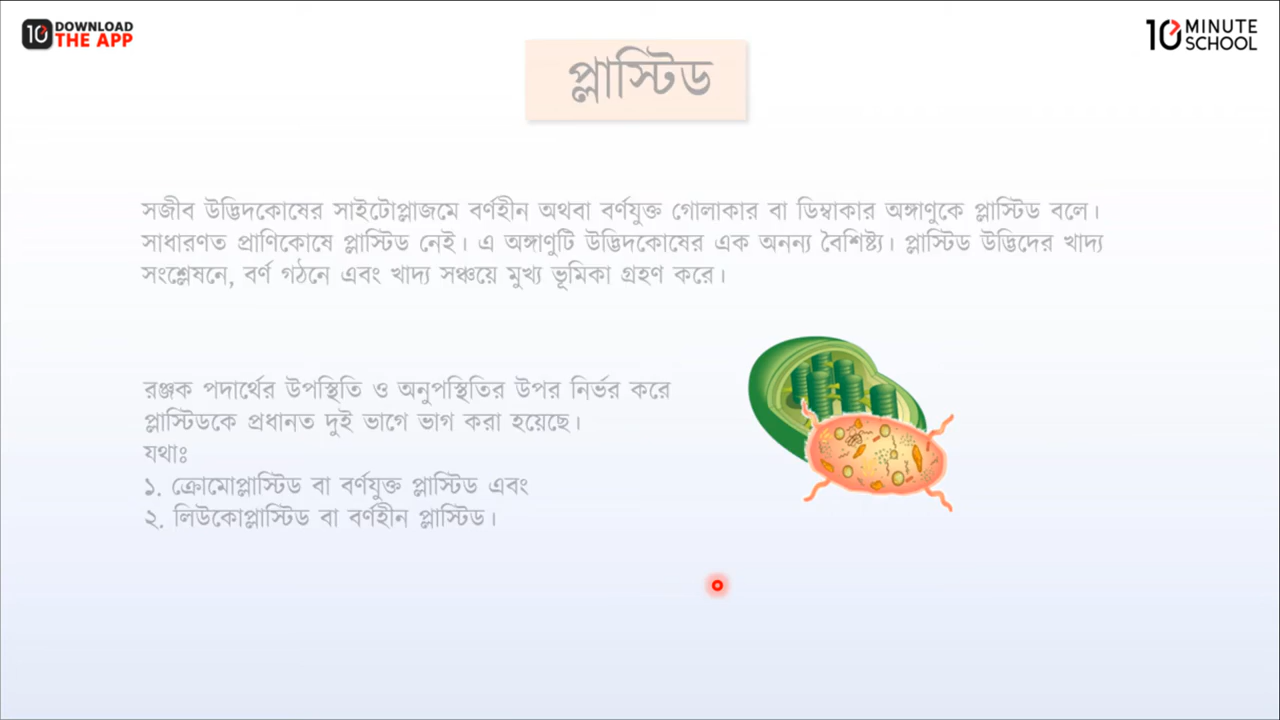 10 DOWNLOAD THE APP
10 MINUTE SCHOOL
প্লাস্টিড
সজীব উদ্ভিদকোষের সাইটোপ্লাজমে বর্ণহীন অথবা বর্ণযুক্ত গোলাকার বা ডিম্বাকার অঙ্গাণুকে প্লাস্টিড বলে।
সাধারণত প্রাণিকোষে প্লাস্টিড নেই। এ অঙ্গাণুটি উদ্ভিদকোষের এক অনন্য বৈশিষ্ট্য। প্লাস্টিড উদ্ভিদের খাদ্য
সংশ্লেষনে, বর্ণ গঠনে এবং খাদ্য সঞ্চয়ে মুখ্য ভূমিকা গ্রহণ করে।
রঞ্জক পদার্থের উপস্থিতি ও অনুপস্থিতির উপর নির্ভর করে
প্লাস্টিডকে প্রধানত দুই ভাগে ভাগ করা হয়েছে।
যথাঃ
১. ক্রোমোপ্লাস্টিড বা বর্ণযুক্ত প্লাস্টিড এবং
২. লিউকোপ্লাস্টিড বা বর্ণহীন প্লাস্টিড।